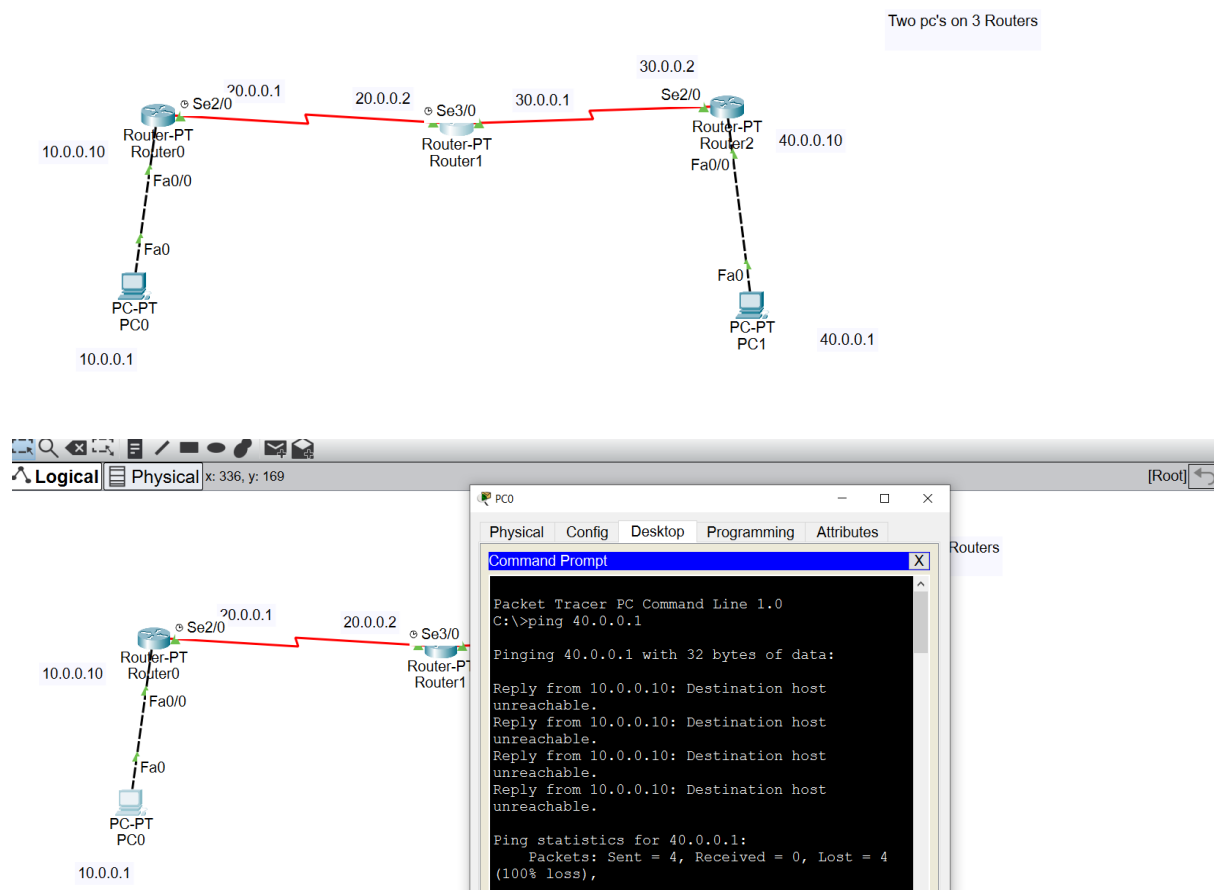 Two pc's on 3 Routers
30.0.0.2
20.0.0.1
Se2/0
20.0.0.2
Se3/0
30.0.0.1
Se2/0
Router-PT
Router0
10.0.0.10
Router-PT
Router1
Router-PT
Router2
40.0.0.10
Fa0/0
Fa0/0
Fa0
Fa0
PC-PT
PC0
PC-PT
PC1
10.0.0.1
40.0.0.1
Logical
Physical
x: 336, y: 169
[Root]
PC0
Physical Config Desktop Programming Attributes
Routers
Command Prompt
X
Packet Tracer PC Command Line 1.0
C:\>ping 40.0.0.1
Pinging 40.0.0.1 with 32 bytes of data:
Reply from 10.0.0.10: Destination host
unreachable.
Reply from 10.0.0.10: Destination host
unreachable.
Reply from 10.0.0.10: Destination host
unreachable.
Reply from 10.0.0.10: Destination host
unreachable.
Ping statistics for 40.0.0.1:
Packets: Sent = 4, Received = 0, Lost = 4
(100% loss),
20.0.0.1
Se2/0
20.0.0.2
Se3/0
Router-PT
Router0
10.0.0.10
Router-PT
Router1
Fa0/0
Fa0
PC-PT
PC0
10.0.0.1